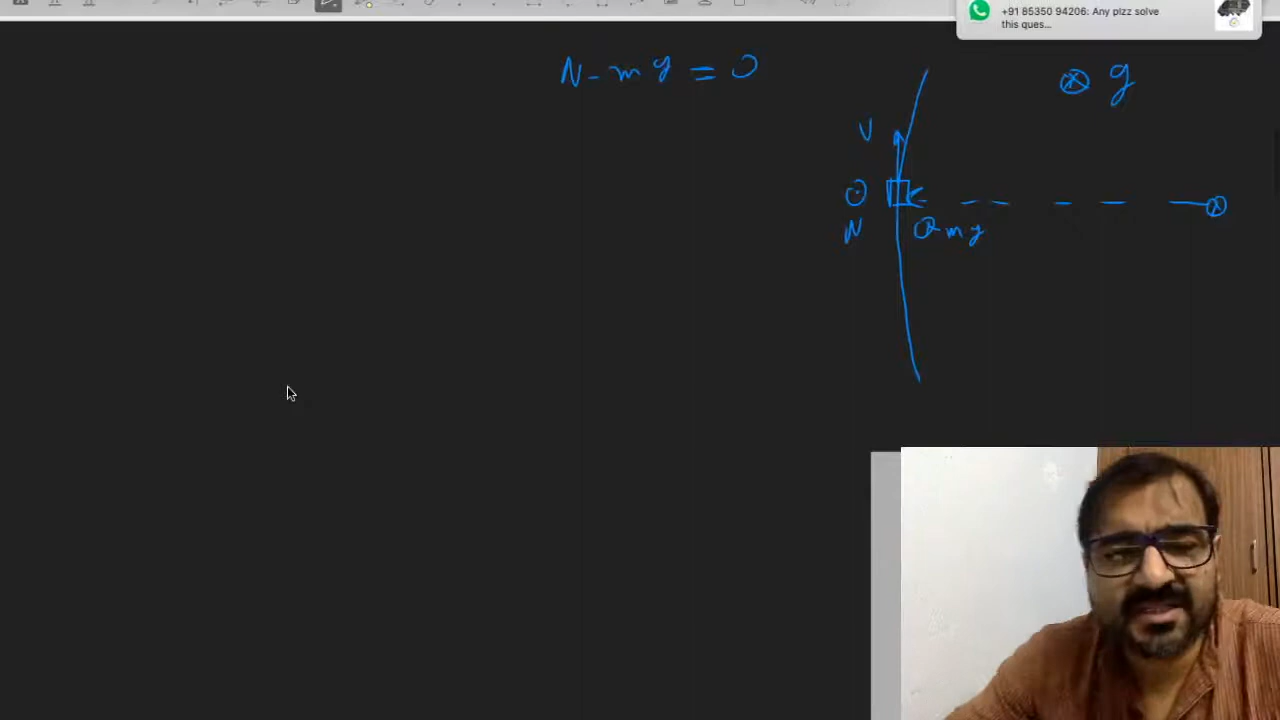 +91 85350 94206: Any plzz solve
this ques...
N - mg = 0
g
V
N
mg